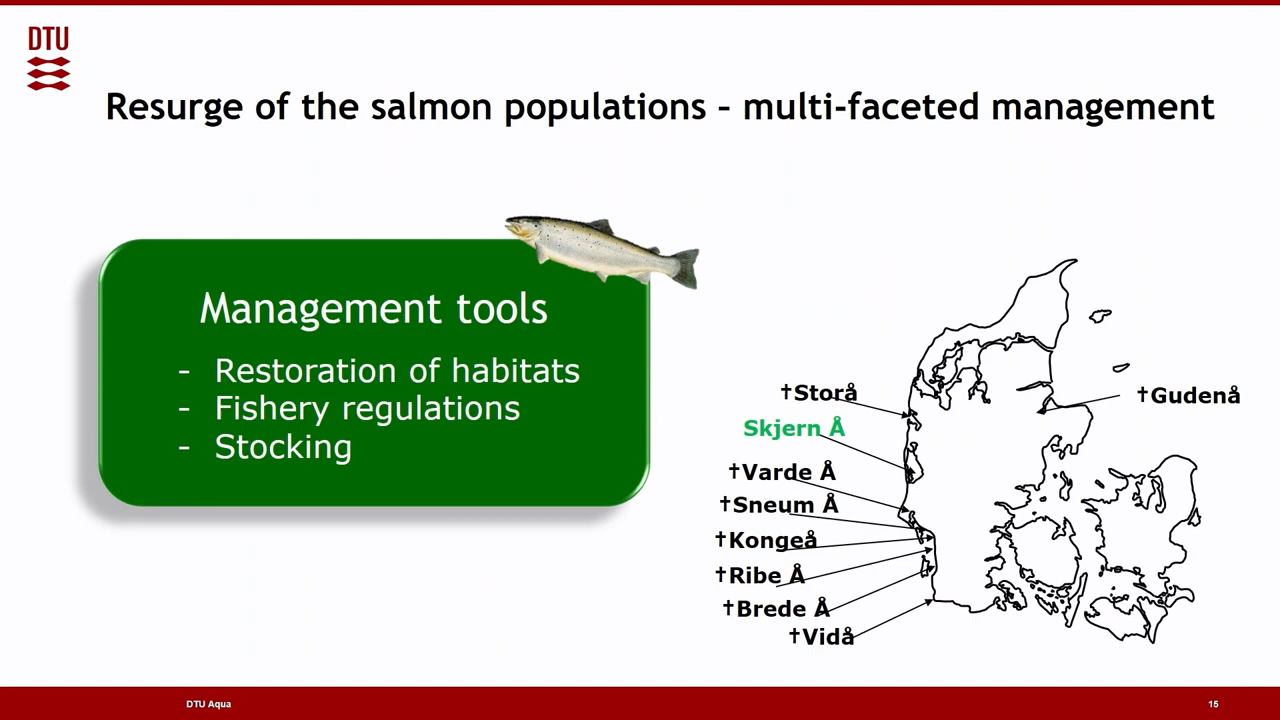 DTU
Resurge of the salmon populations – multi-faceted management
Management tools
- Restoration of habitats
- Fishery regulations
- Stocking
†Storå
†Gudenå
Skjern Å
†Varde Å
†Sneum Å
†Kongeå
†Ribe Å
†Brede Å
†Vidå
DTU Aqua
15